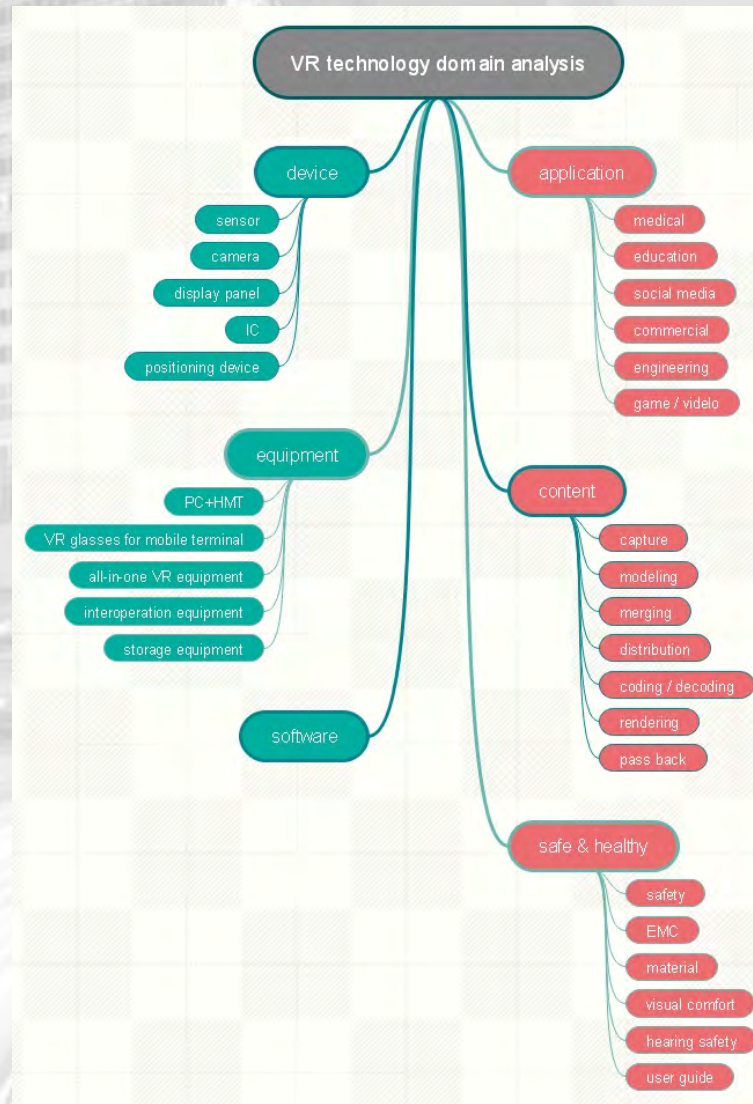 VR technology domain analysis
device
sensor
camera
display panel
IC
positioning device
equipment
PC+HMT
VR glasses for mobile terminal
all-in-one VR equipment
interoperation equipment
storage equipment
software
application
medical
education
social media
commercial
engineering
game / videlo
content
capture
modeling
merging
distribution
coding / decoding
rendering
pass back
safe & healthy
safety
EMC
material
visual comfort
hearing safety
user guide